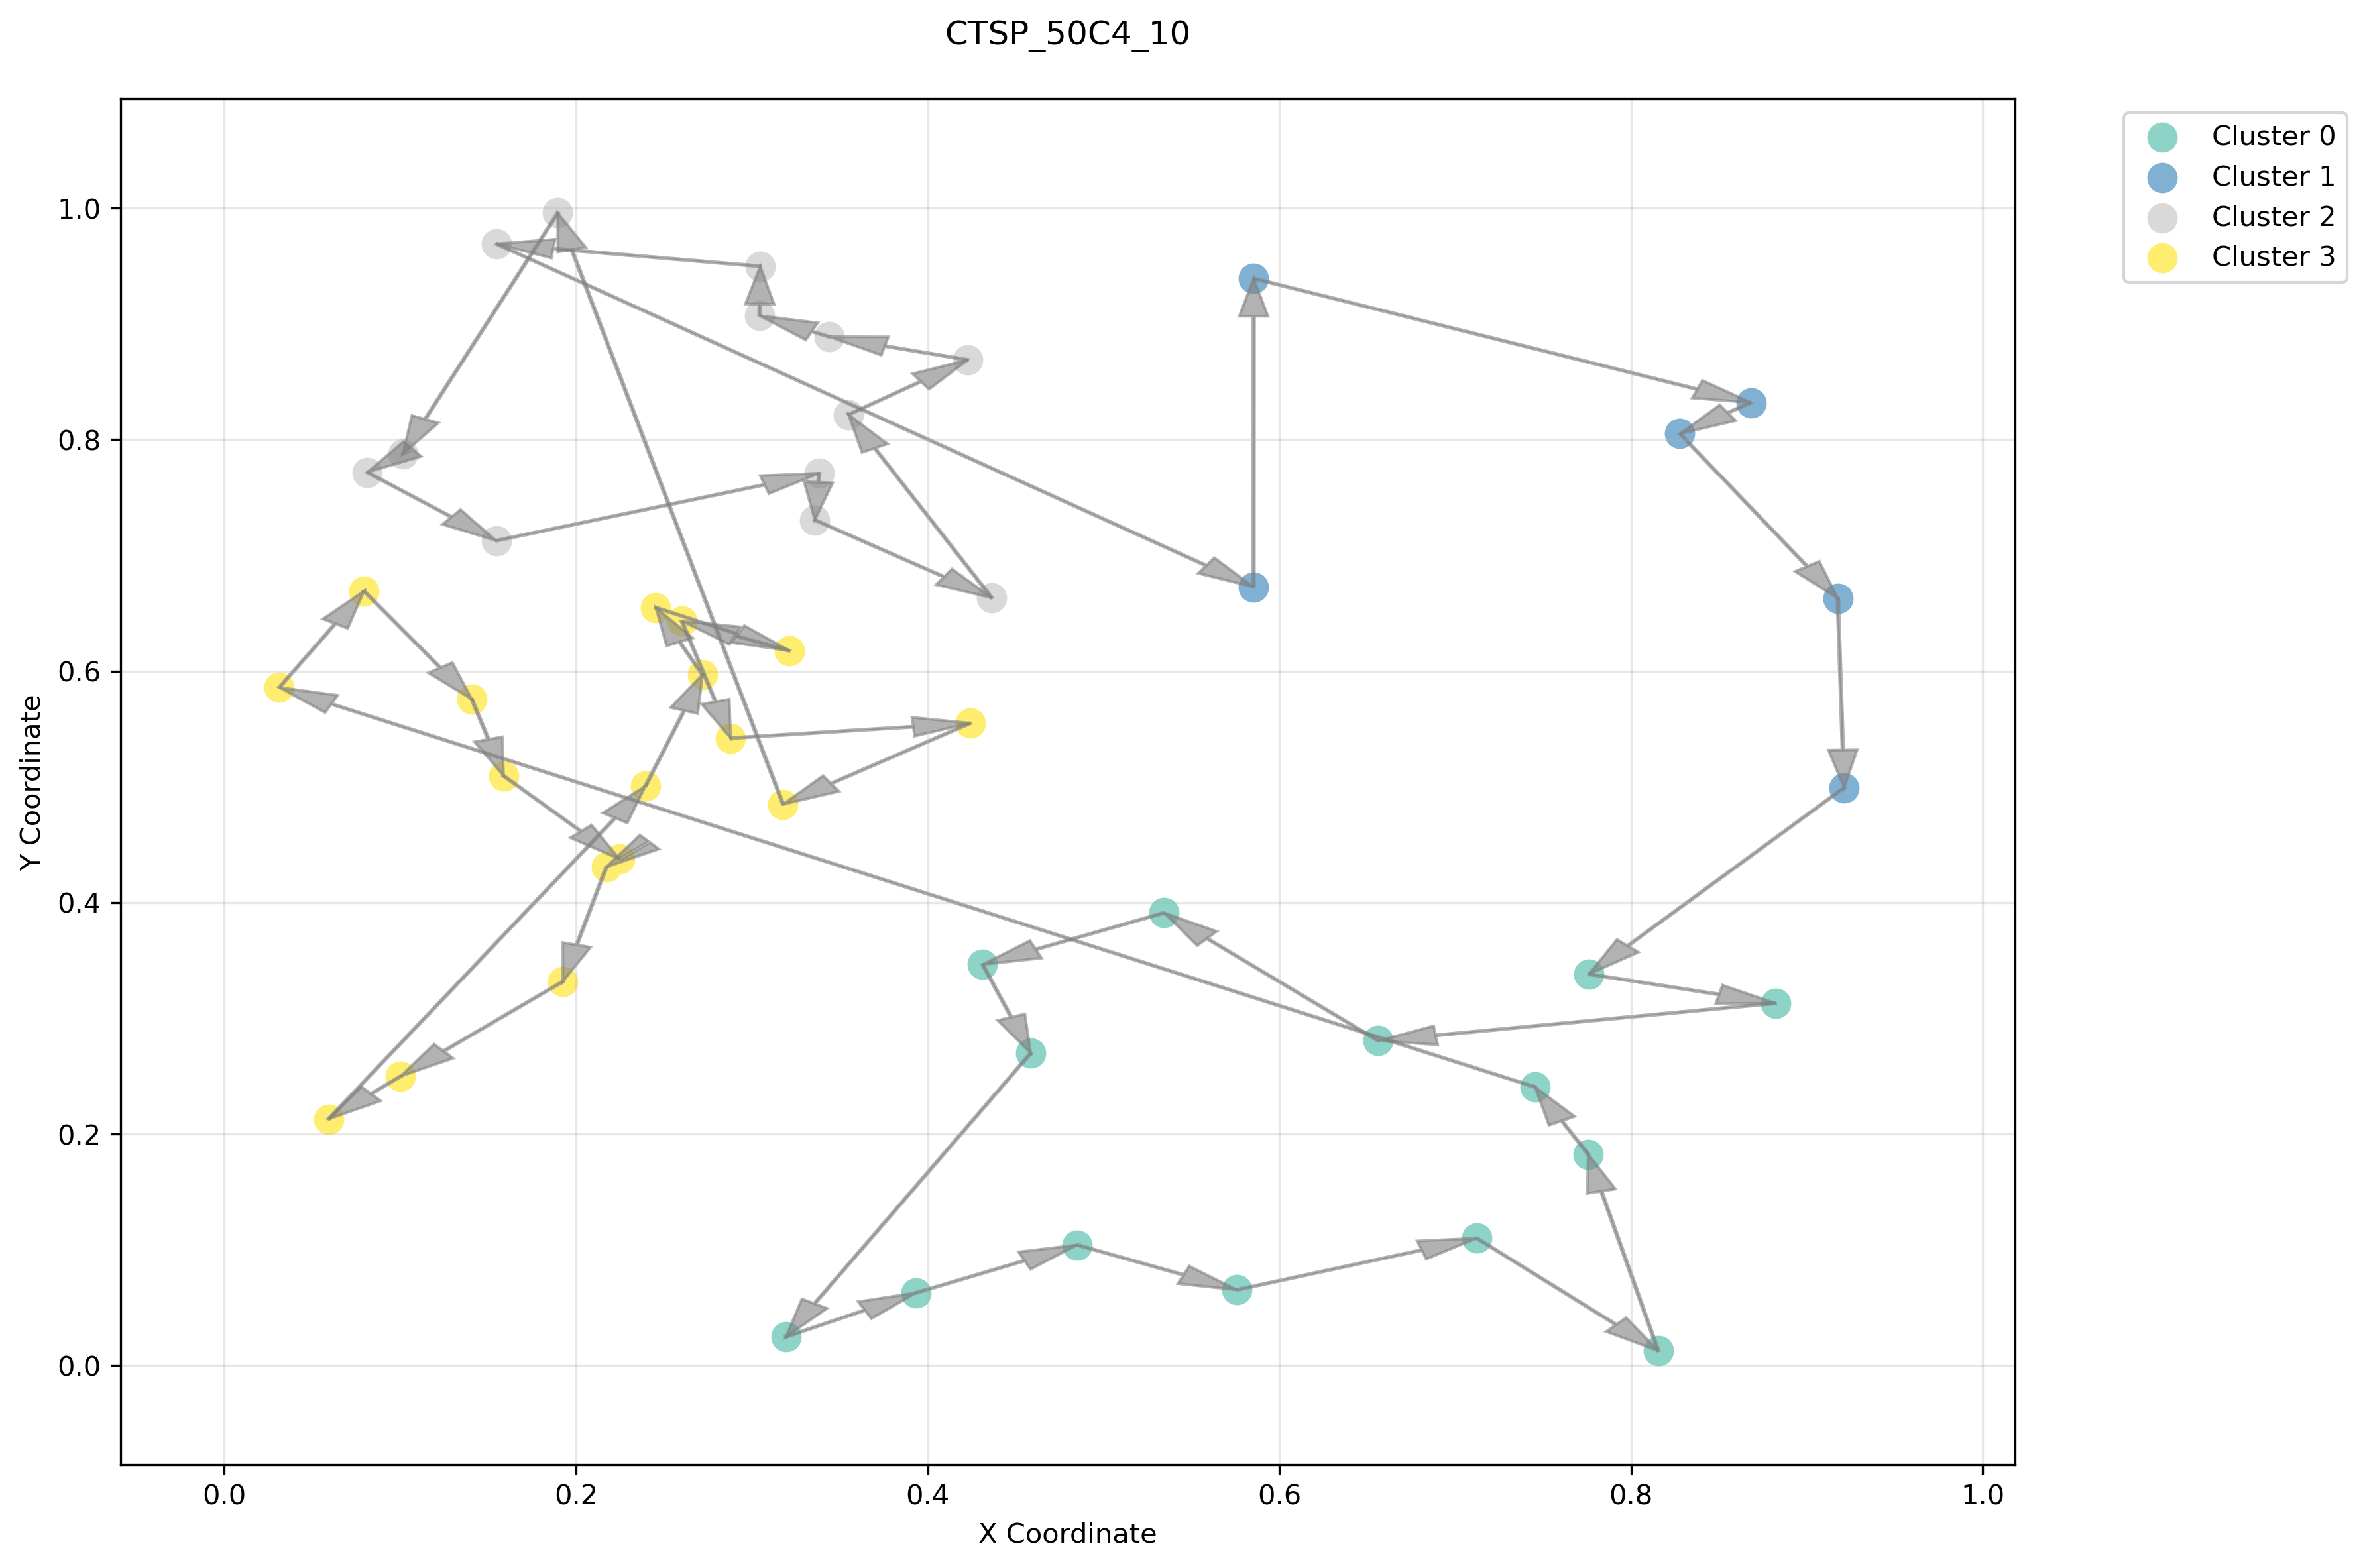 CTSP_50C4_10
Cluster 0
Cluster 1
Cluster 2
Cluster 3
Y Coordinate
1.0
0.8
0.6
0.4
0.2
0.0
0.0 0.2 0.4 0.6 0.8 1.0
X Coordinate